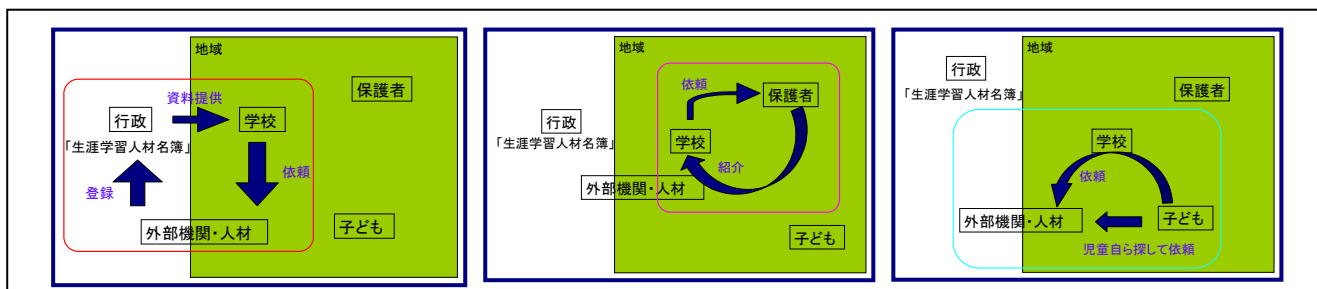 地域
保護者
資料提供
行政
学校
「生涯学習人材名簿」
依頼
登録
外部機関・人材
子ども
地域
依頼
保護者
行政
学校
「生涯学習人材名簿」
紹介
外部機関・人材
子ども
地域
行政
「生涯学習人材名簿」
保護者
学校
依頼
外部機関・人材
子ども
児童自ら探して依頼